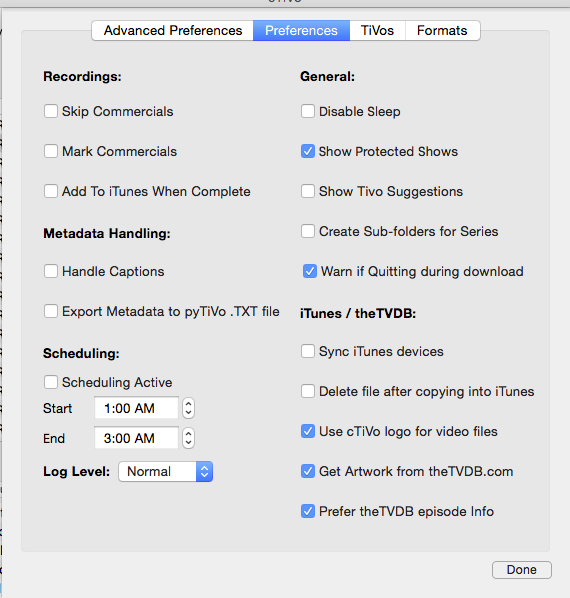 Advanced Preferences
Preferences
TiVos
Formats
Recordings:
Skip Commercials
Mark Commercials
Add To iTunes When Complete
Metadata Handling:
Handle Captions
Export Metadata to pyTiVo .TXT file
Scheduling:
Scheduling Active
Start 1:00 AM
End 3:00 AM
Log Level: Normal
General:
Disable Sleep
Show Protected Shows
Show Tivo Suggestions
Create Sub-folders for Series
Warn if Quitting during download
iTunes / theTVDB:
Sync iTunes devices
Delete file after copying into iTunes
Use cTiVo logo for video files
Get Artwork from theTVDB.com
Prefer theTVDB episode Info
Done